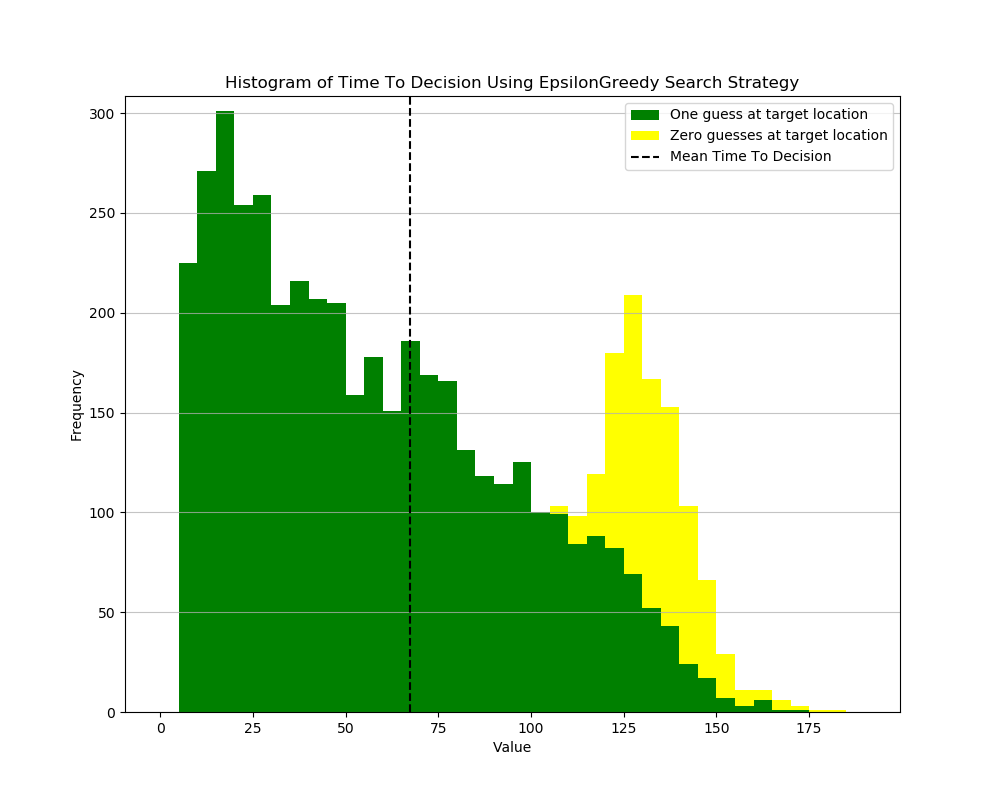 Histogram of Time To Decision Using EpsilonGreedy Search Strategy
One guess at target location
Zero guesses at target location
Mean Time To Decision
Frequency
300
250
200
150
100
50
0
0 25 50 75 100 125 150 175
Value